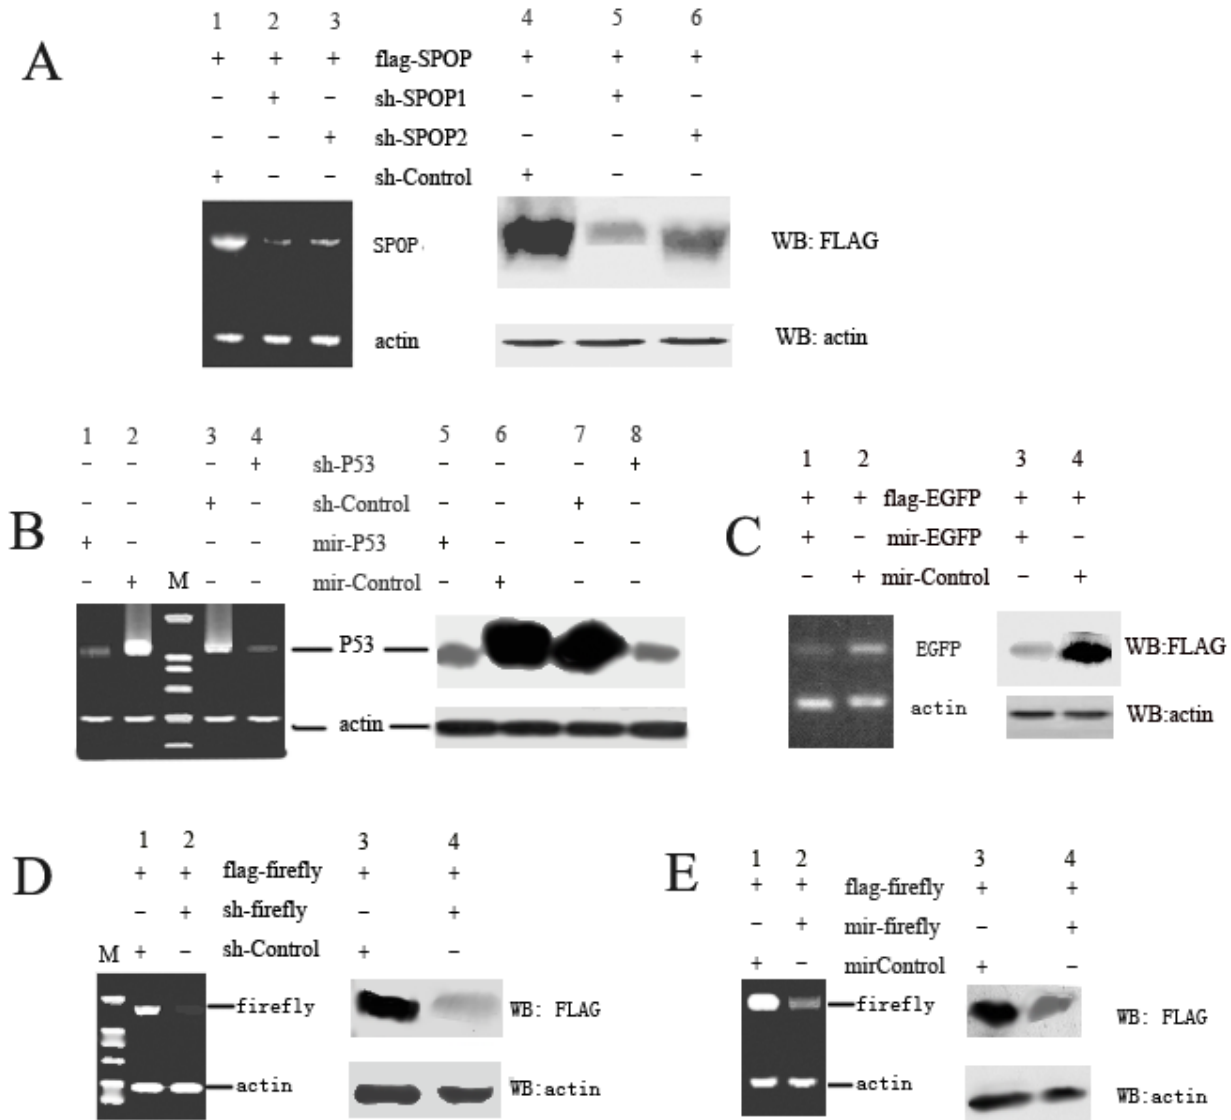 1 2 3 4 5 6
A + + + flag-SPOP + + +
– + – sh-SPOP1 – + –
– – + sh-SPOP2 – – +
+ – – sh-Control + – –
SPOP WB: FLAG
actin WB: actin
1 2 3 4 5 6 7 8
– – – + sh-P53 – – – +
– – + – sh-Control – – + –
B + – – – mir-P53 + – – –
– + M – – mir-Control – + – –
P53
actin
1 2 3 4
+ + flag-EGFP + +
C + – mir-EGFP + –
– + mir-Control – +
EGFP WB:FLAG
actin WB:actin
1 2 3 4
D + + flag-firefly + +
– + sh-firefly – +
M + – sh-Control + –
firefly WB: FLAG
actin WB:actin
1 2 3 4
E + + flag-firefly + +
– + mir-firefly – +
+ – mirControl + –
firefly WB: FLAG
actin WB:actin